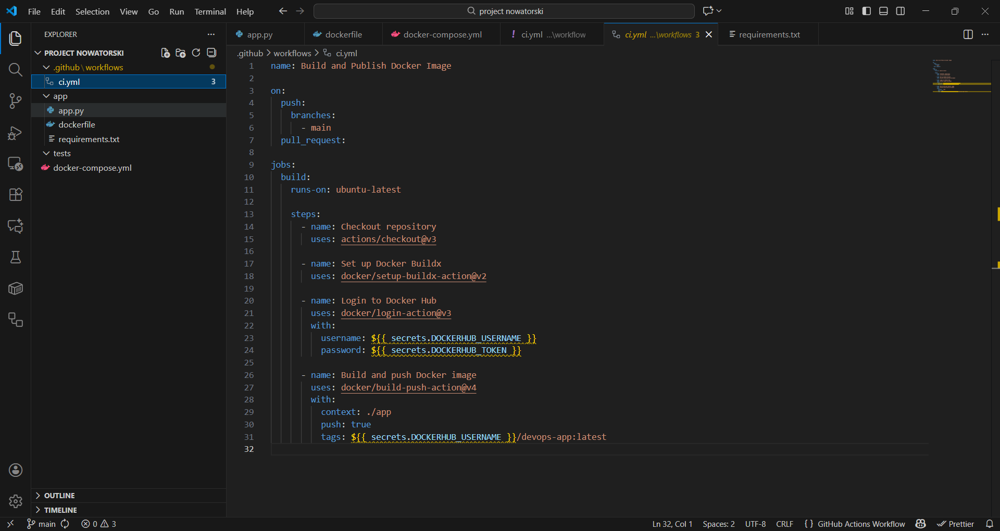 File Edit Selection View Go Run Terminal Help
project nowatorski
EXPLORER
PROJECT NOWATORSKI
.github\workflows
ci.yml 3
app
app.py
dockerfile
requirements.txt
tests
docker-compose.yml
OUTLINE
TIMELINE
app.py
dockerfile
docker-compose.yml
! ci.yml ...\workflow
ci.yml ...\workflows 3
requirements.txt
.github > workflows > ci.yml
1 name: Build and Publish Docker Image
2
3 on:
4 push:
5 branches:
6 - main
7 pull_request:
8
9 jobs:
10 build:
11 runs-on: ubuntu-latest
12
13 steps:
14 - name: Checkout repository
15 uses: actions/checkout@v3
16
17 - name: Set up Docker Buildx
18 uses: docker/setup-buildx-action@v2
19
20 - name: Login to Docker Hub
21 uses: docker/login-action@v3
22 with:
23 username: ${{ secrets.DOCKERHUB_USERNAME }}
24 password: ${{ secrets.DOCKERHUB_TOKEN }}
25
26 - name: Build and push Docker image
27 uses: docker/build-push-action@v4
28 with:
29 context: ./app
30 push: true
31 tags: ${{ secrets.DOCKERHUB_USERNAME }}/devops-app:latest
32
main 0 3 Ln 32, Col 1 Spaces: 2 UTF-8 CRLF {} GitHub Actions Workflow Prettier